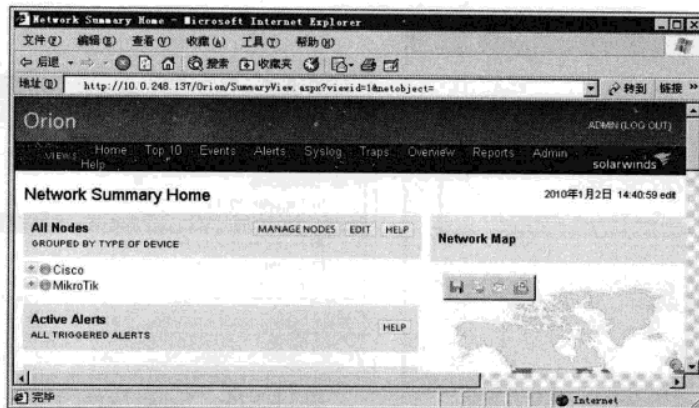 Network Summary Home - Microsoft Internet Explorer
文件(F) 编辑(E) 查看(V) 收藏(A) 工具(T) 帮助(H)
后退 搜索 收藏夹
地址(D) http://10.0.248.137/Orion/SummaryView.aspx?viewid=1&netobject= 转到 链接 »
Orion ADMIN (LOG OUT)
VIEWS: Home Top 10 Events Alerts Syslog Traps Overview Reports Admin
Help solarwinds
Network Summary Home 2010年1月2日 14:40:59 edit
All Nodes MANAGE NODES EDIT HELP
GROUPED BY TYPE OF DEVICE
Network Map
Cisco
MikroTik
Active Alerts HELP
ALL TRIGGERED ALERTS
完毕 Internet